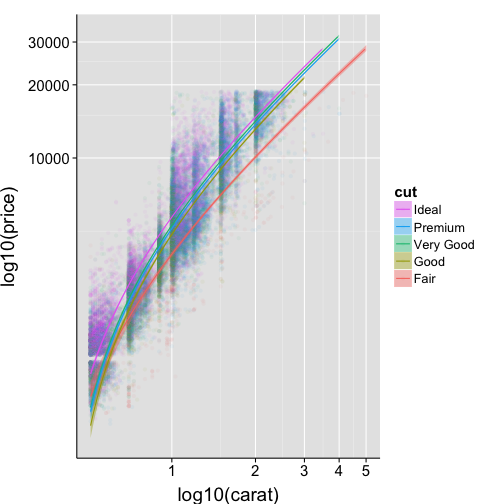 30000
20000
10000
log10(price)
1
2
3
4
5
log10(carat)
cut
Ideal
Premium
Very Good
Good
Fair